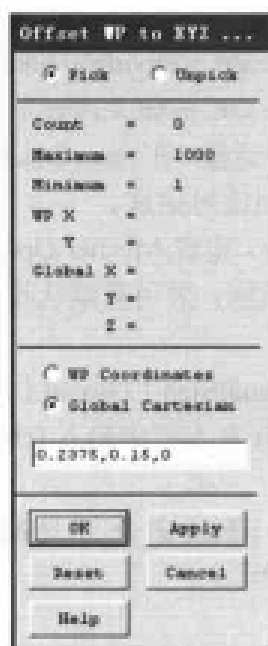 Offset WP to XYZ ...
Pick Unpick
Count = 0
Maximum = 1000
Minimum = 1
WP X =
Y =
Global X =
Y =
Z =
WP Coordinates
Global Cartesian
0.2375,0.15,0
OK Apply
Reset Cancel
Help